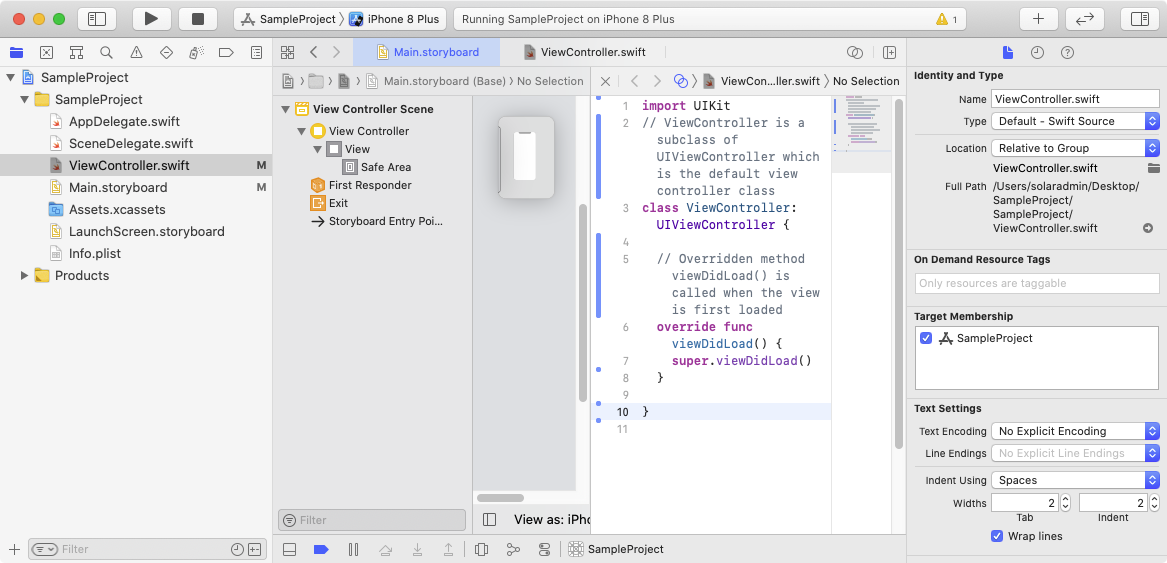 SampleProject
iPhone 8 Plus
Running SampleProject on iPhone 8 Plus
1
Main.storyboard
ViewController.swift
SampleProject
SampleProject
AppDelegate.swift
SceneDelegate.swift
ViewController.swift M
Main.storyboard M
Assets.xcassets
LaunchScreen.storyboard
Info.plist
Products
Filter
Main.storyboard (Base)
No Selection
View Controller Scene
View Controller
View
Safe Area
First Responder
Exit
Storyboard Entry Poi...
Filter
View as: iPho
ViewCon...ller.swift
No Selection
1 import UIKit
2 // ViewController is a
subclass of
UIViewController which
is the default view
controller class
3 class ViewController:
UIViewController {
4
5 // Overridden method
viewDidLoad() is
called when the view
is first loaded
6 override func
viewDidLoad() {
7 super.viewDidLoad()
8 }
9
10 }
11
SampleProject
Identity and Type
Name ViewController.swift
Type Default - Swift Source
Location Relative to Group
ViewController.swift
Full Path /Users/solaradmin/Desktop/
SampleProject/
SampleProject/
ViewController.swift
On Demand Resource Tags
Only resources are taggable
Target Membership
SampleProject
Text Settings
Text Encoding No Explicit Encoding
Line Endings No Explicit Line Endings
Indent Using Spaces
Widths 2 2
Tab Indent
Wrap lines